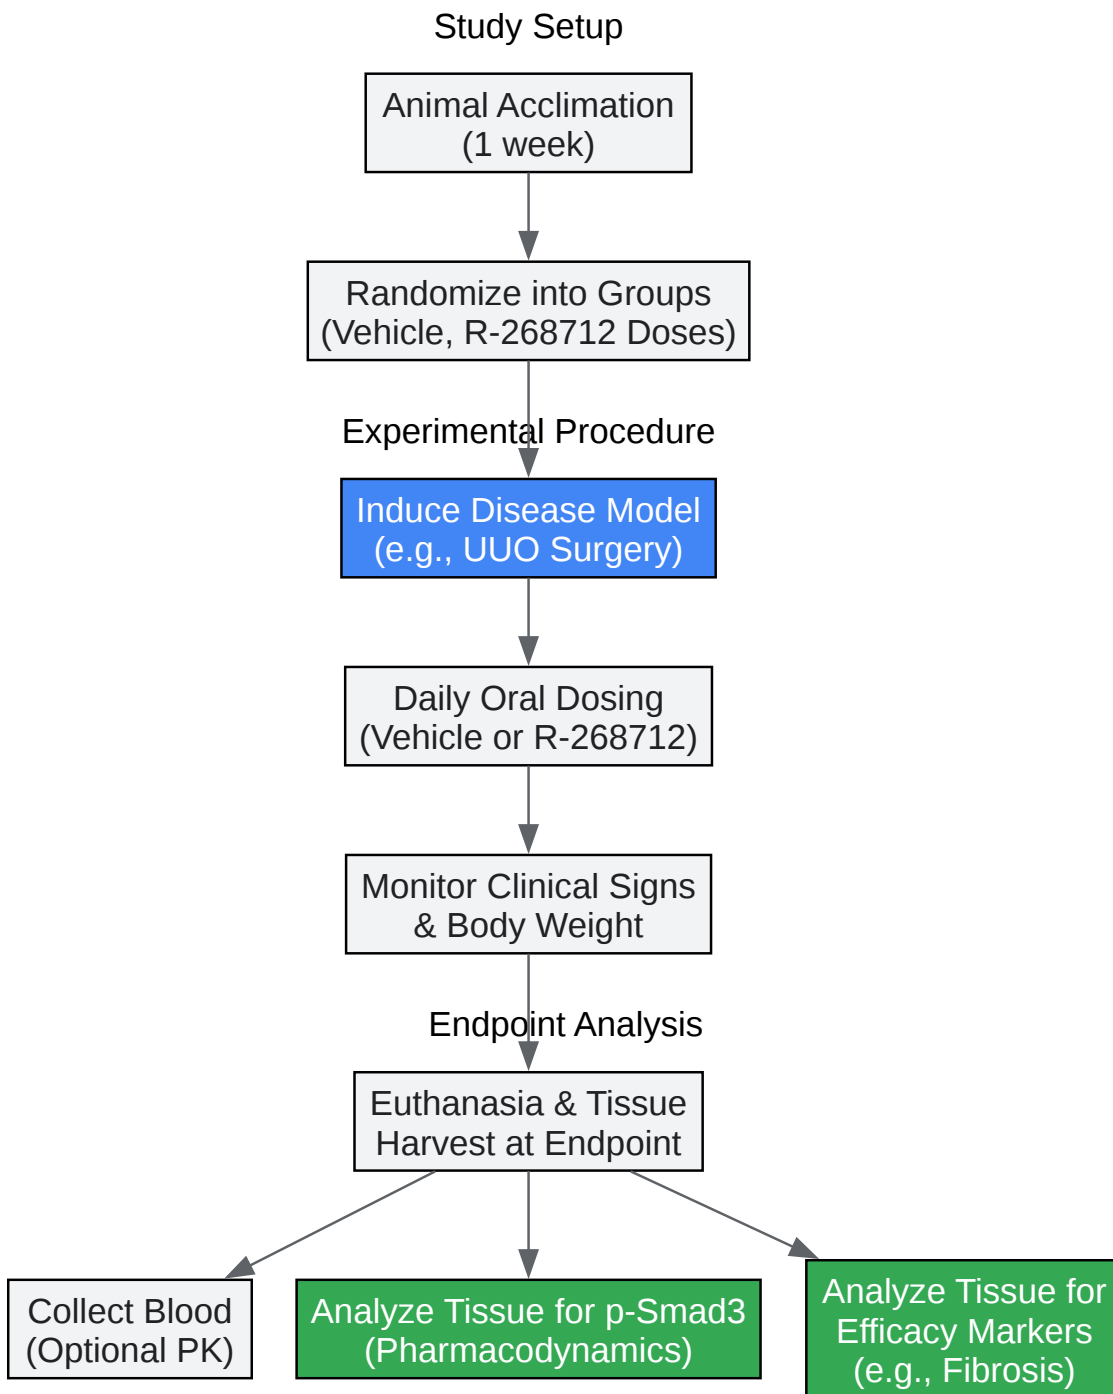 Study Setup
Animal Acclimation
(1 week)
Randomize into Groups
(Vehicle, R-268712 Doses)
Experimental Procedure
Induce Disease Model
(e.g., UUO Surgery)
Daily Oral Dosing
(Vehicle or R-268712)
Monitor Clinical Signs
& Body Weight
Endpoint Analysis
Euthanasia & Tissue
Harvest at Endpoint
Collect Blood
(Optional PK)
Analyze Tissue for p-Smad3
(Pharmacodynamics)
Analyze Tissue for
Efficacy Markers
(e.g., Fibrosis)